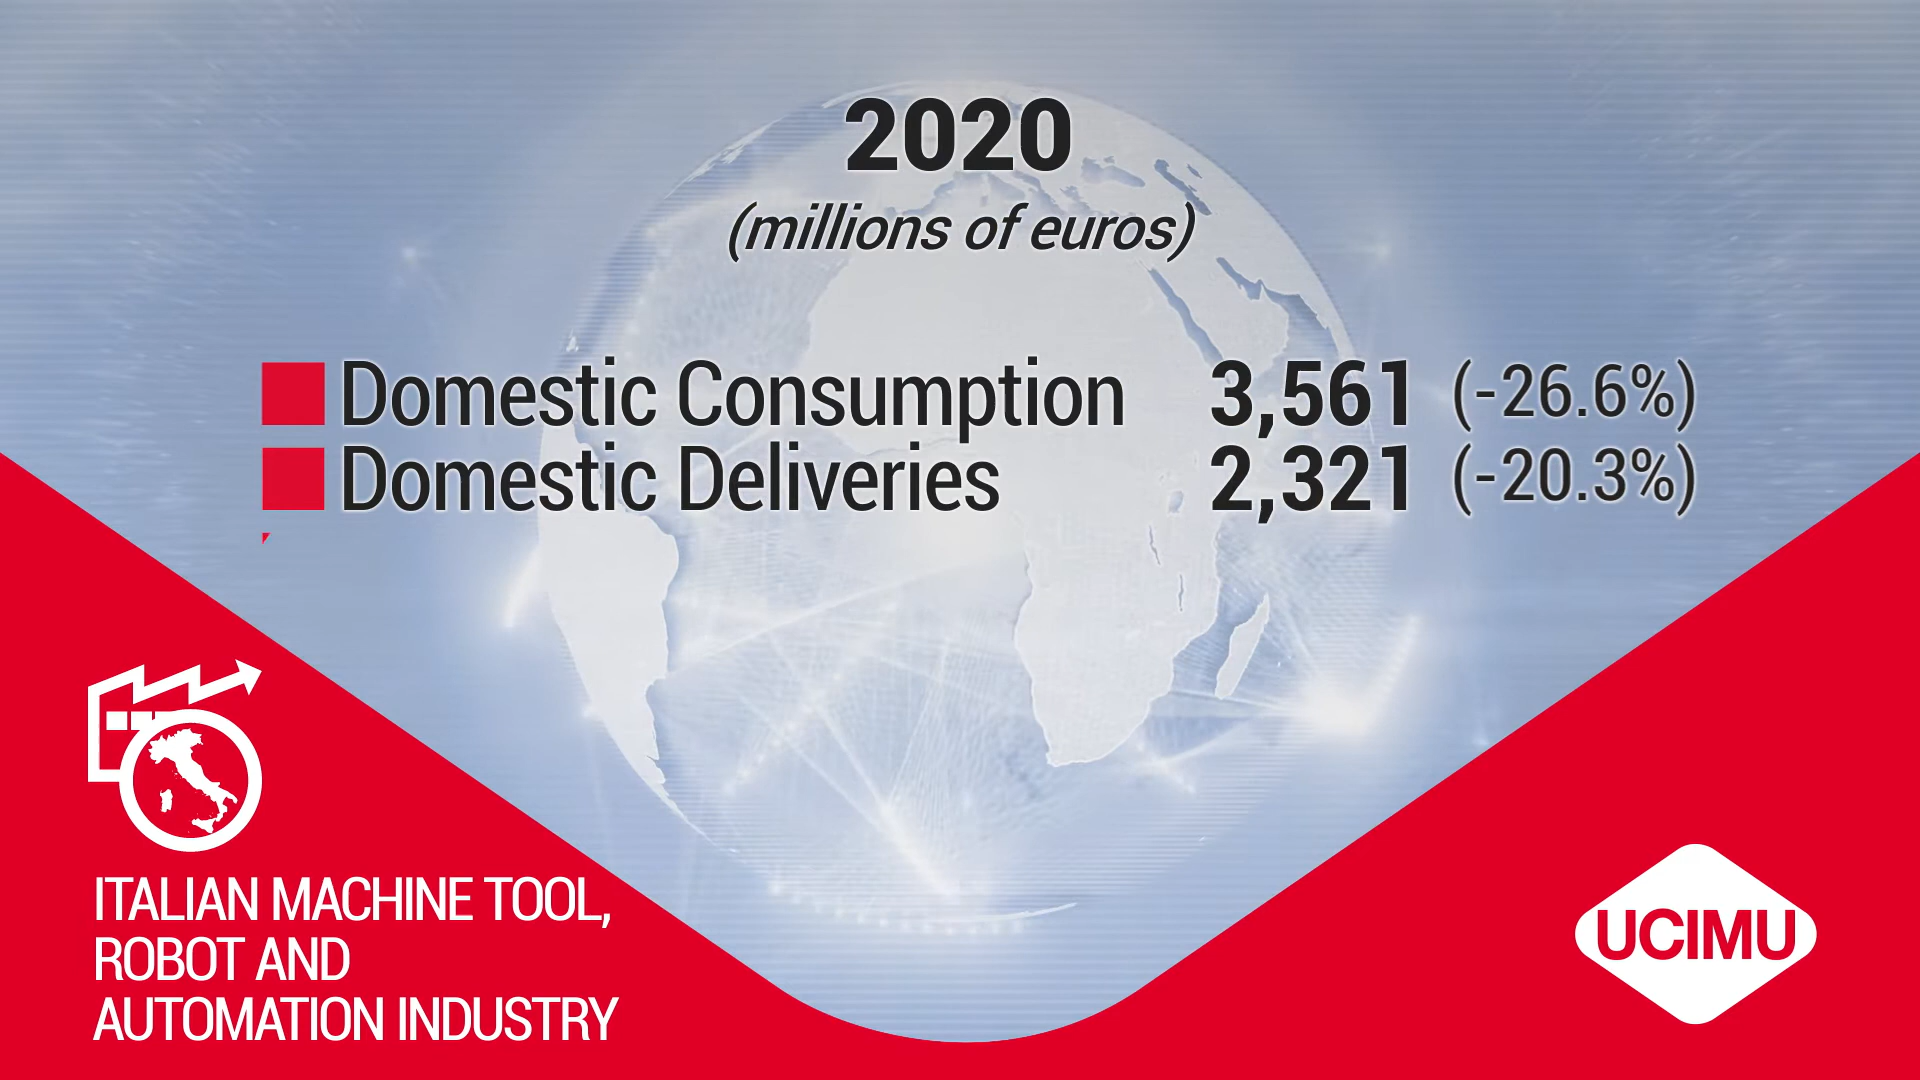 2020
(millions of euros)
Domestic Consumption 3,561 (-26.6%)
Domestic Deliveries 2,321 (-20.3%)
ITALIAN MACHINE TOOL,
ROBOT AND
AUTOMATION INDUSTRY
UCIMU